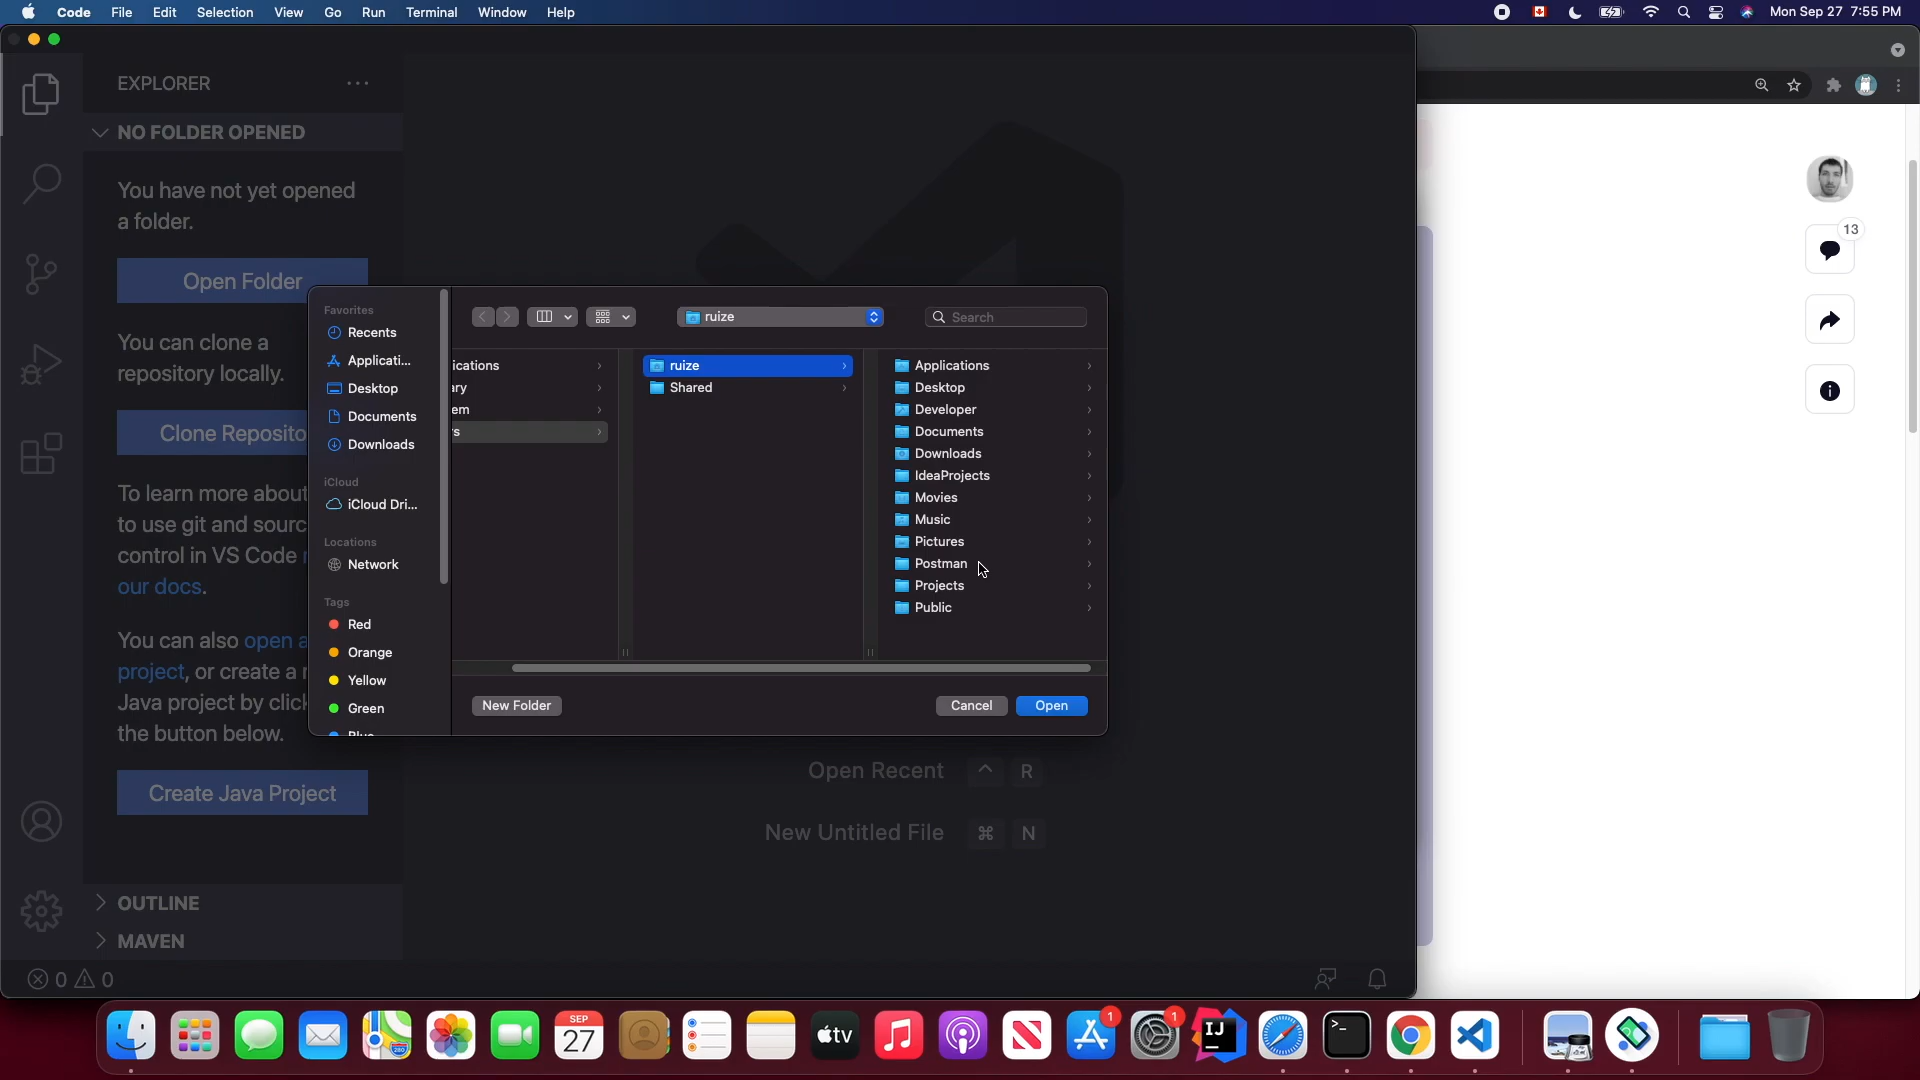 Code File Edit Selection View Go Run Terminal Window Help
Mon Sep 27 7:55 PM
EXPLORER
NO FOLDER OPENED
You have not yet opened
a folder.
Open Folder
You can clone a
repository locally.
Clone Reposito
To learn more about
to use git and sourc
control in VS Code
our docs.
You can also open a
project, or create a
Java project by click
the button below.
Create Java Project
OUTLINE
MAVEN
0 0
Favorites
Recents
Applicati...
Desktop
Documents
Downloads
iCloud
iCloud Dri...
Locations
Network
Tags
Red
Orange
Yellow
Green
Blue
ruize
Search
ications
ary
em
rs
ruize
Shared
Applications
Desktop
Developer
Documents
Downloads
IdeaProjects
Movies
Music
Pictures
Postman
Projects
Public
New Folder
Cancel
Open
Open Recent ^ R
New Untitled File ⌘ N
13
SEP
27
tv
1
1
IJ
>_